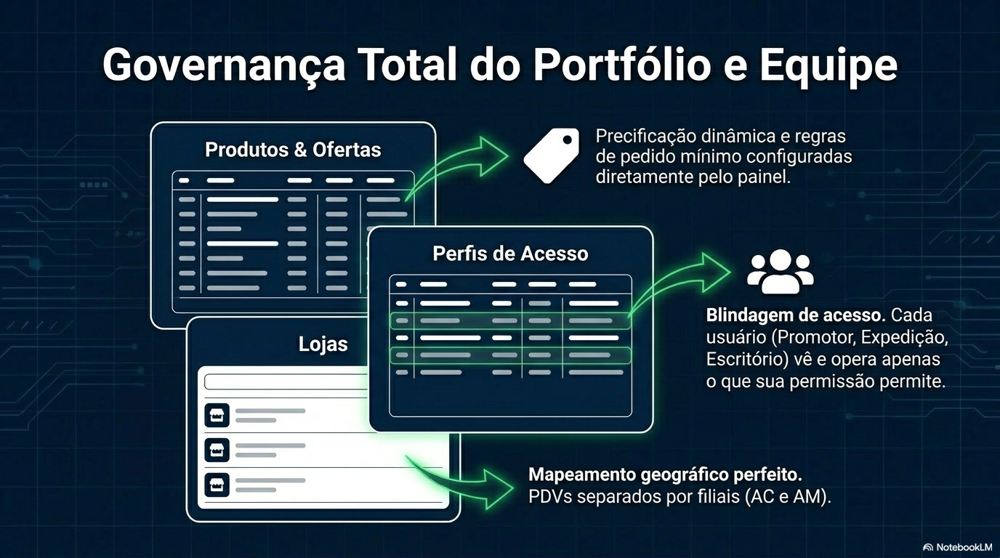 Governança Total do Portfólio e Equipe
Produtos & Ofertas
Precificação dinâmica e regras
de pedido mínimo configuradas
diretamente pelo painel.
Perfis de Acesso
Blindagem de acesso. Cada
usuário (Promotor, Expedição,
Escritório) vê e opera apenas
o que sua permissão permite.
Lojas
Mapeamento geográfico perfeito.
PDVs separados por filiais (AC e AM).
NotebookLM